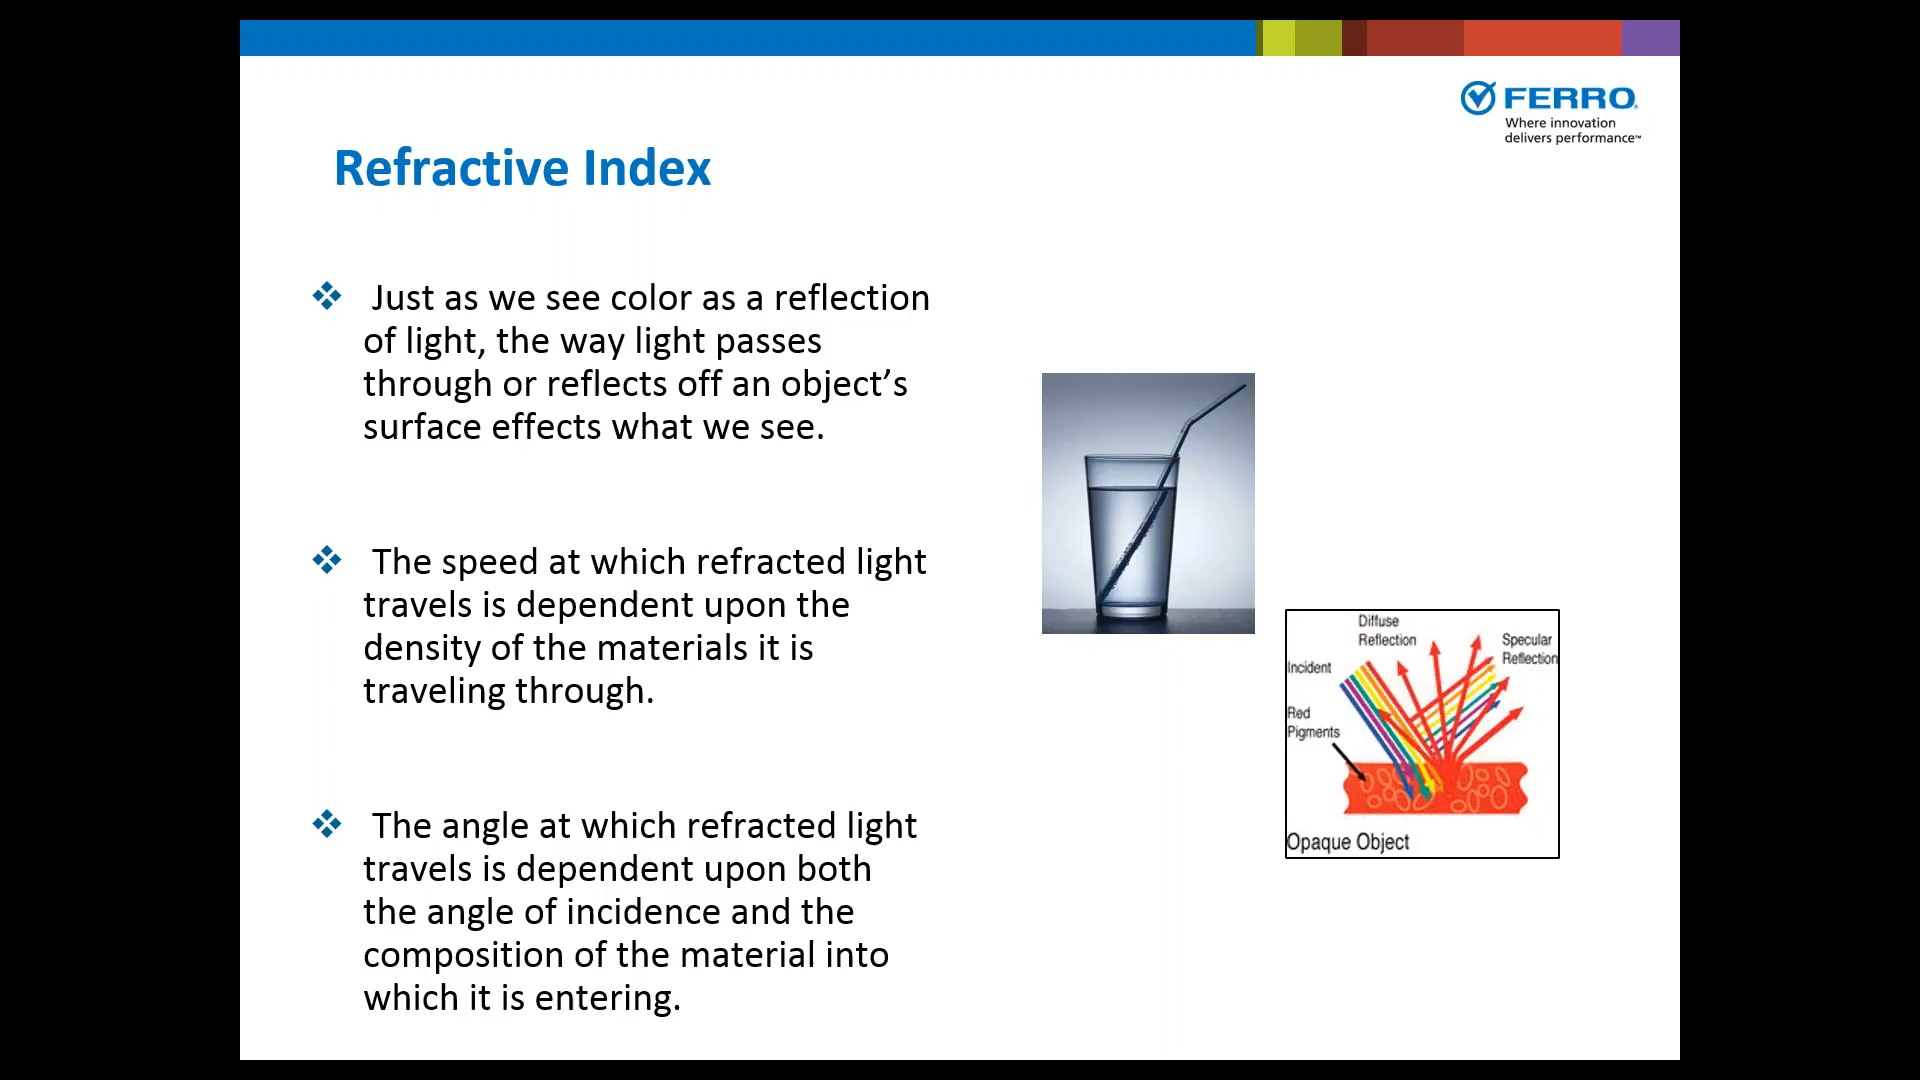 FERRO
Where innovation
delivers performance™
Refractive Index
❖ Just as we see color as a reflection
of light, the way light passes
through or reflects off an object’s
surface effects what we see.
❖ The speed at which refracted light
travels is dependent upon the
density of the materials it is
traveling through.
❖ The angle at which refracted light
travels is dependent upon both
the angle of incidence and the
composition of the material into
which it is entering.
Diffuse
Reflection
Specular
Reflection
Incident
Red
Pigments
Opaque Object